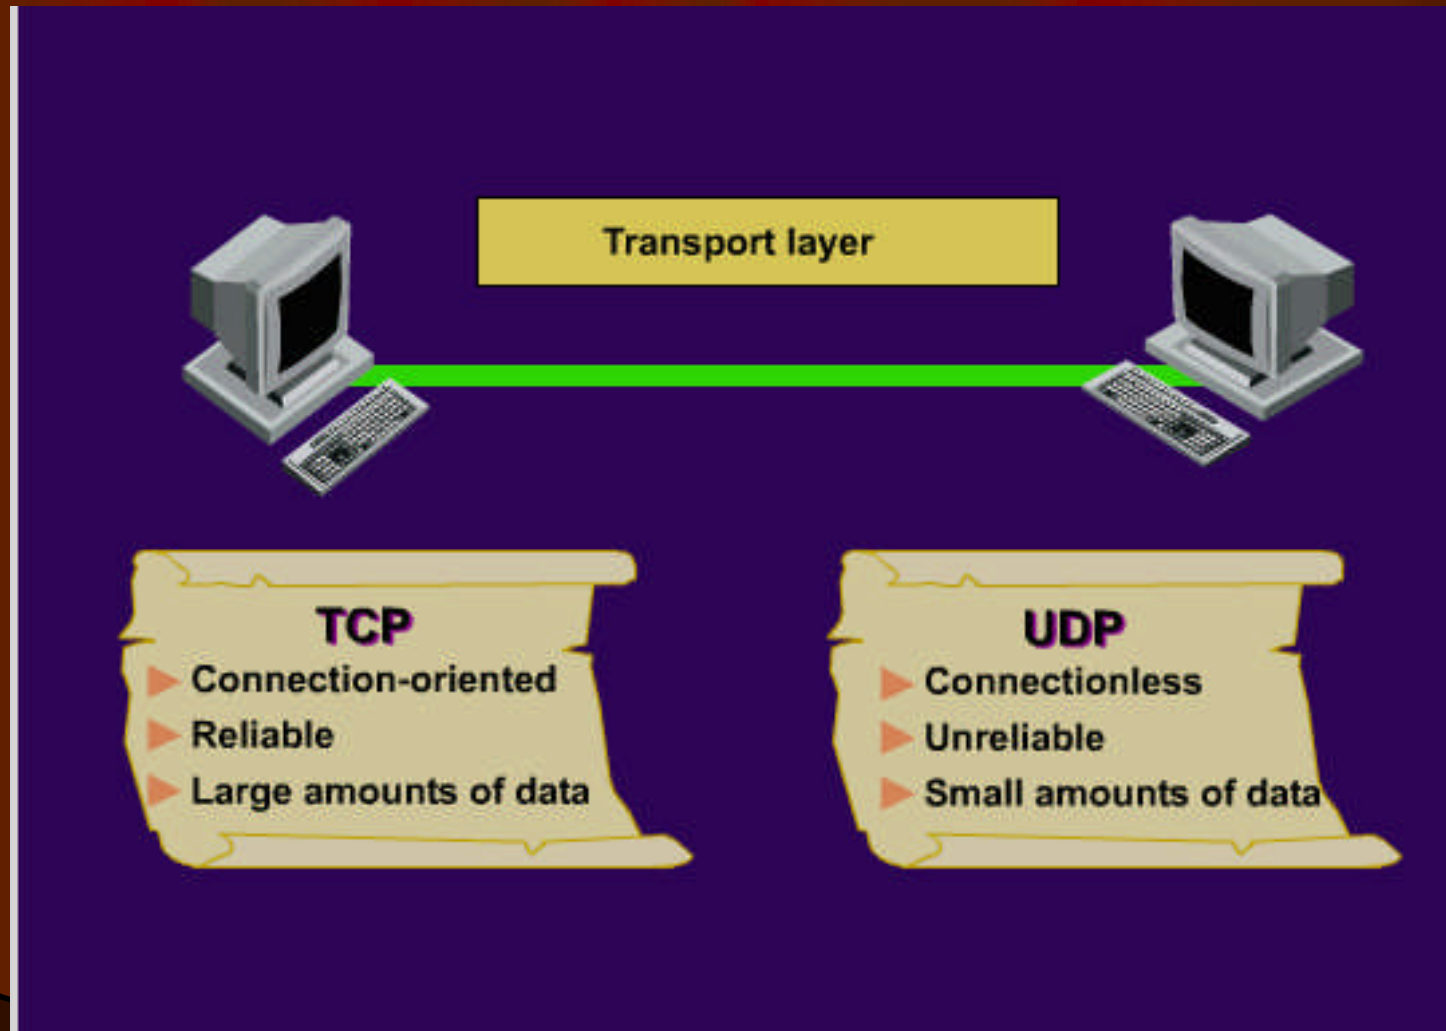 Transport layer
TCP
Connection-oriented
Reliable
Large amounts of data
UDP
Connectionless
Unreliable
Small amounts of data